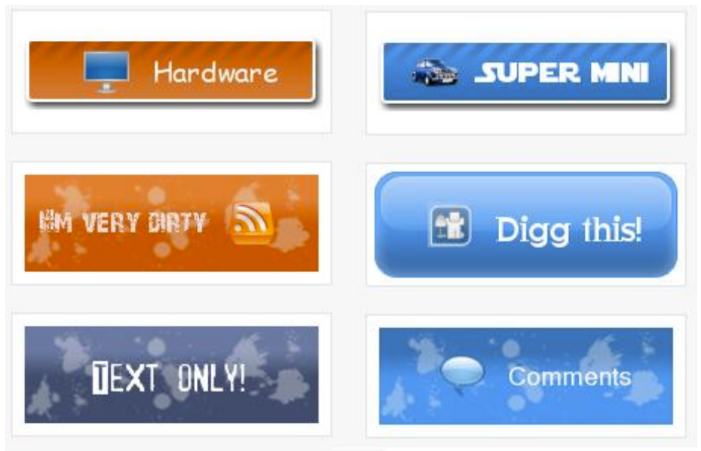 Hardware
SUPER MINI
I'M VERY DIRTY
Digg this!
TEXT ONLY!
Comments